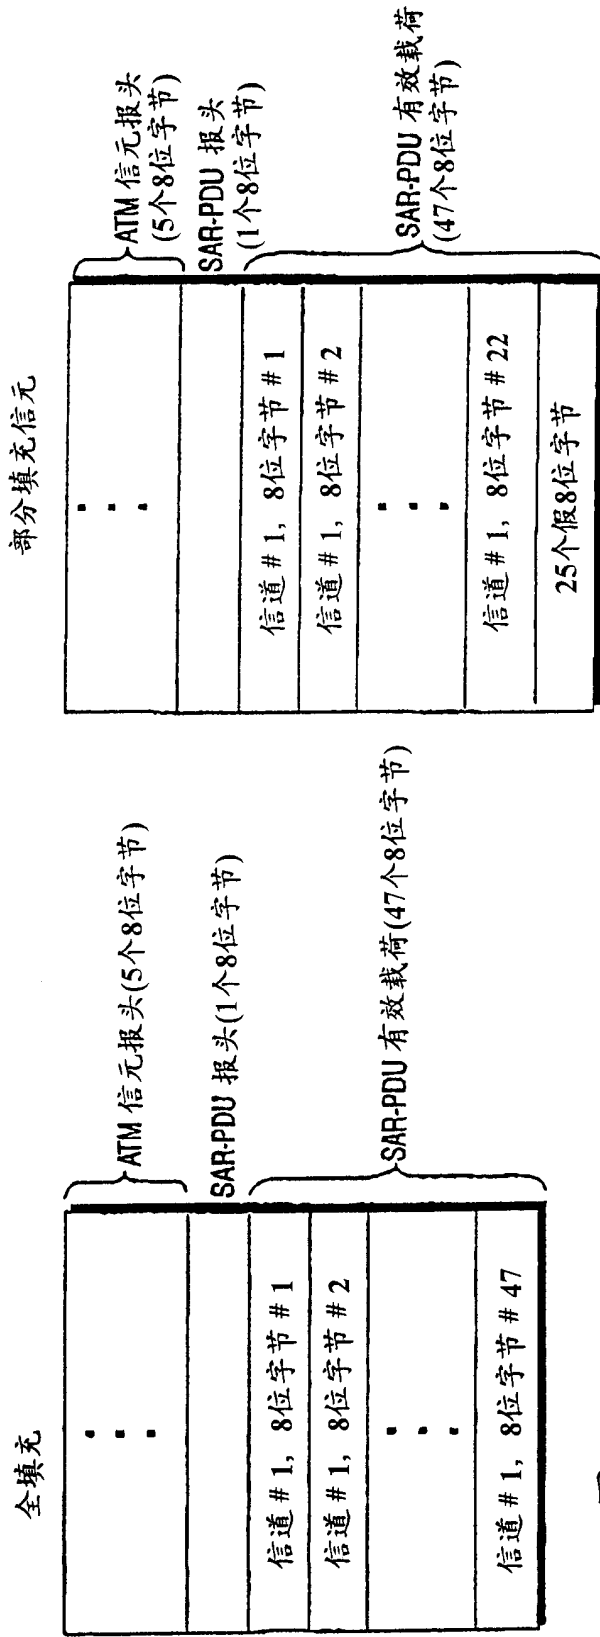 全填充
信道#1, 8位字节#1
信道#1, 8位字节#2
信道#1, 8位字节#47
ATM 信元报头(5个8位字节)
SAR-PDU 报头(1个8位字节)
SAR-PDU 有效载荷(47个8位字节)
部分填充信元
信道#1, 8位字节#1
信道#1, 8位字节#2
信道#1, 8位字节#22
25个假8位字节
ATM 信元报头
(5个8位字节)
SAR-PDU 报头
(1个8位字节)
SAR-PDU 有效载荷
(47个8位字节)